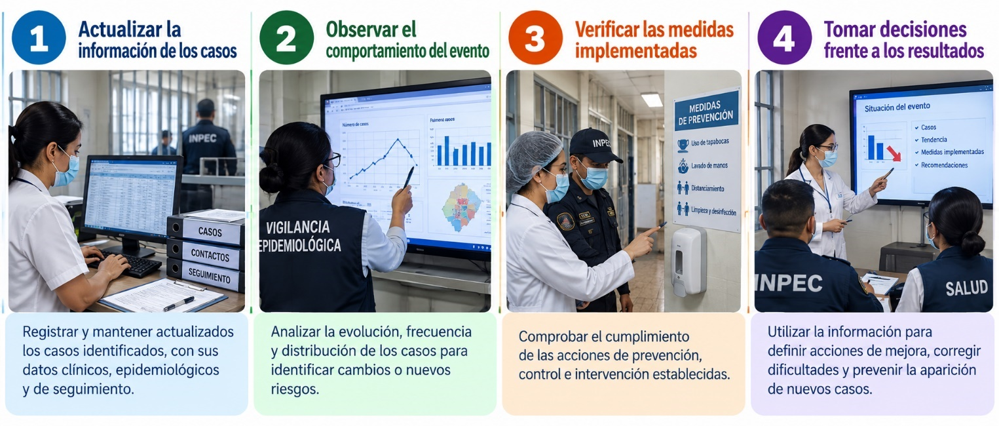 1
Actualizar la
información de los casos
INPEC
CASOS
CONTACTOS
SEGUIMIENTO
Registrar y mantener actualizados
los casos identificados, con sus
datos clínicos, epidemiológicos
y de seguimiento.
2
Observar el
comportamiento del evento
Número de casos
VIGILANCIA
EPIDEMIOLÓGICA
Analizar la evolución, frecuencia
y distribución de los casos para
identificar cambios o nuevos
riesgos.
3
Verificar las medidas
implementadas
INPEC
MEDIDAS
DE PREVENCIÓN
Uso de tapabocas
Lavado de manos
Distanciamiento
Limpieza y desinfección
Comprobar el cumplimiento
de las acciones de prevención,
control e intervención establecidas.
4
Tomar decisiones
frente a los resultados
Situación del evento
✓ Casos
✓ Tendencia
✓ Medidas implementadas
✓ Recomendaciones
INPEC
SALUD
Utilizar la información para
definir acciones de mejora, corregir
dificultades y prevenir la aparición
de nuevos casos.